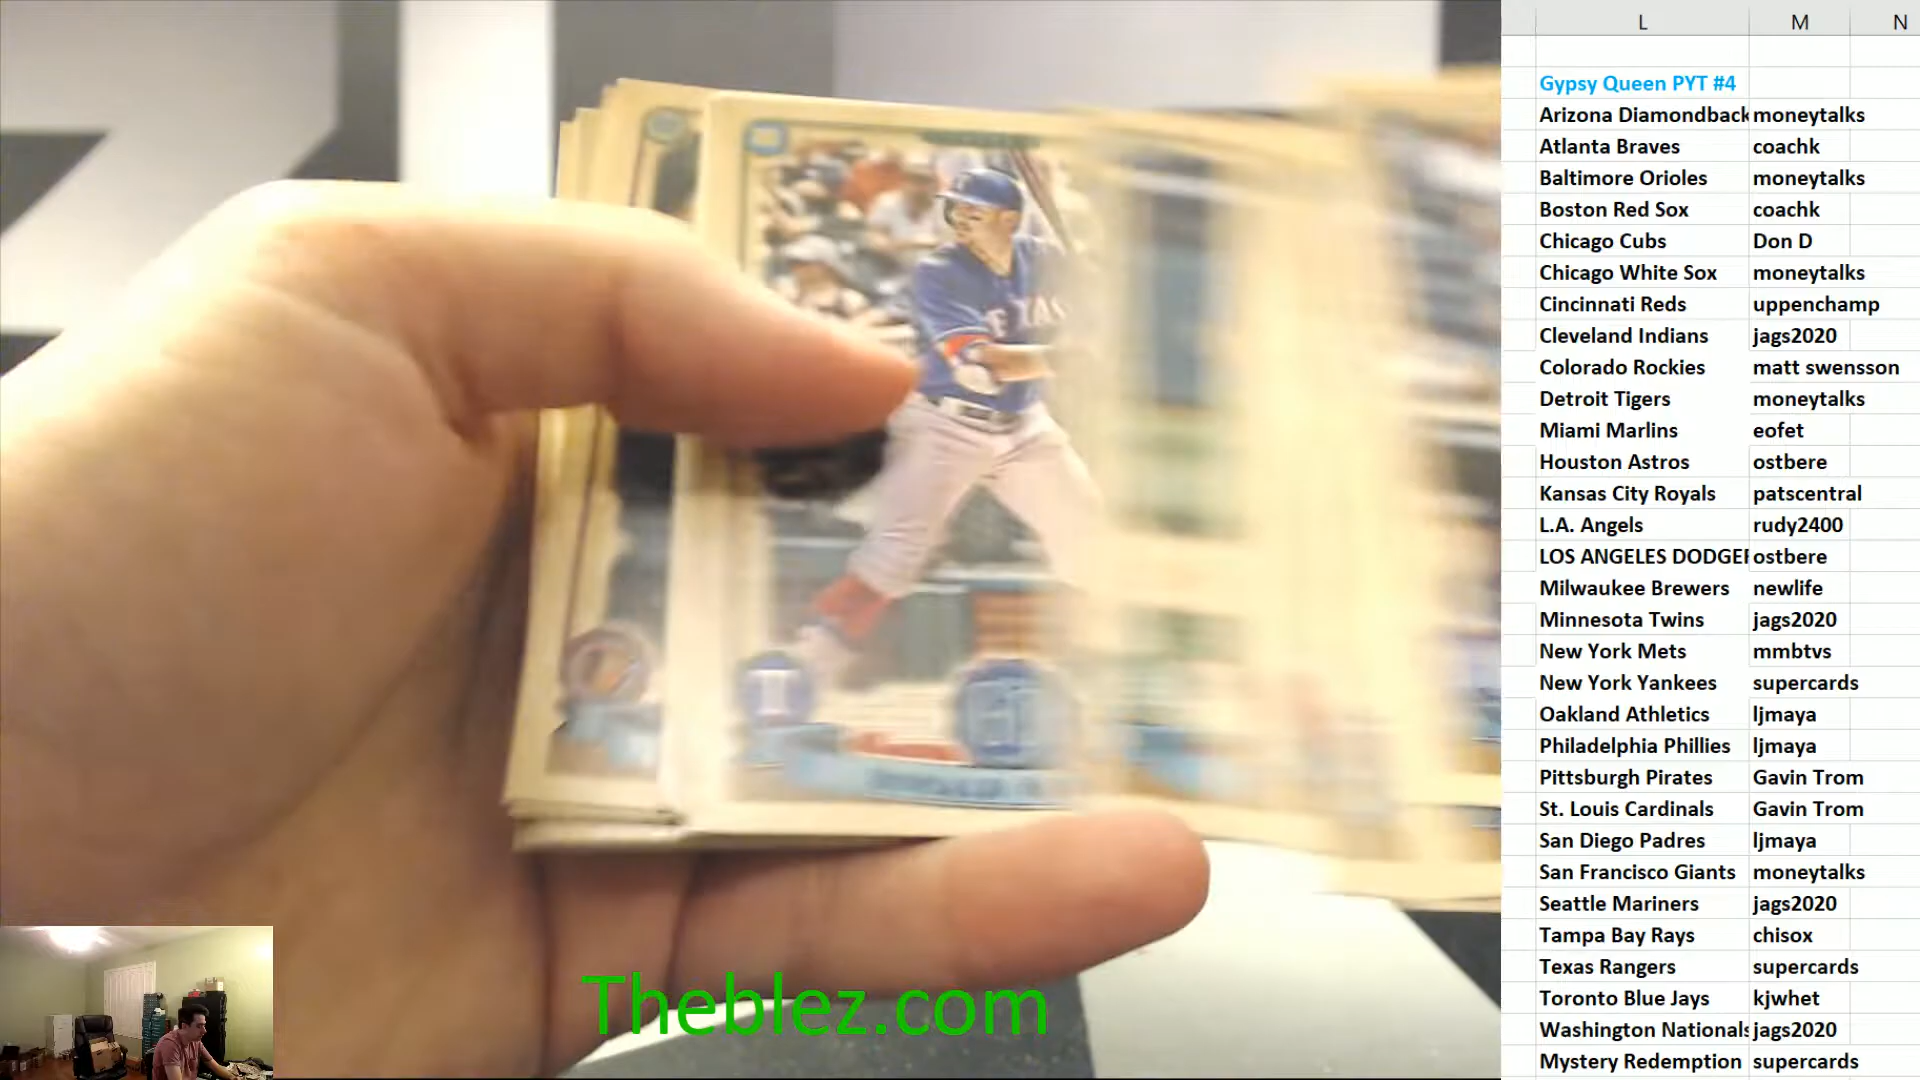 L M N
Gypsy Queen PYT #4
Arizona Diamondback moneytalks
Atlanta Braves coachk
Baltimore Orioles moneytalks
Boston Red Sox coachk
Chicago Cubs Don D
Chicago White Sox moneytalks
Cincinnati Reds uppenchamp
Cleveland Indians jags2020
Colorado Rockies matt swensson
Detroit Tigers moneytalks
Miami Marlins eofet
Houston Astros ostbere
Kansas City Royals patscentral
L.A. Angels rudy2400
LOS ANGELES DODGER ostbere
Milwaukee Brewers newlife
Minnesota Twins jags2020
New York Mets mmbtvs
New York Yankees supercards
Oakland Athletics ljmaya
Philadelphia Phillies ljmaya
Pittsburgh Pirates Gavin Trom
St. Louis Cardinals Gavin Trom
San Diego Padres ljmaya
San Francisco Giants moneytalks
Seattle Mariners jags2020
Tampa Bay Rays chisox
Texas Rangers supercards
Toronto Blue Jays kjwhet
Washington Nationals jags2020
Mystery Redemption supercards
Theblez.com